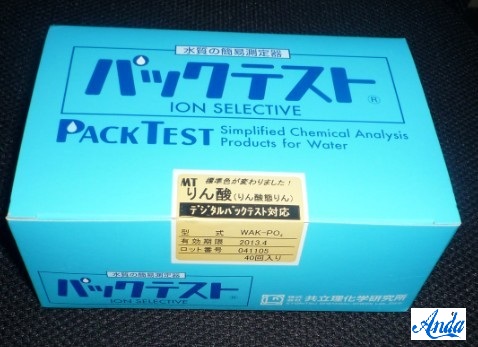 水質の簡易測定器
パックテスト®
ION SELECTIVE
PACKTEST Simplified Chemical Analysis
Products for Water
MT 標準色が変わりました!
りん酸(りん酸態りん)
デジタルパックテスト対応
型 式 WAK-PO₄
有効期限 2013.4
ロット番号 041105
40回入り
水質の簡易測定器
パックテスト®
ION SELECTIVE
株式会社 共立理化学研究所
Anda